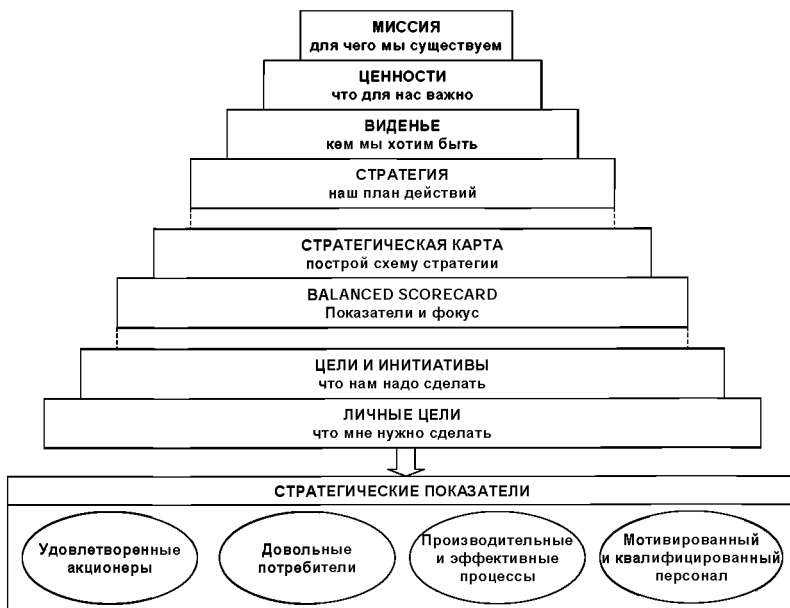 МИССИЯ
для чего мы существуем
ЦЕННОСТИ
что для нас важно
ВИДЕНЬЕ
кем мы хотим быть
СТРАТЕГИЯ
наш план действий
СТРАТЕГИЧЕСКАЯ КАРТА
построй схему стратегии
BALANCED SCORECARD
Показатели и фокус
ЦЕЛИ И ИНИТИАТИВЫ
что нам надо сделать
ЛИЧНЫЕ ЦЕЛИ
что мне нужно сделать
СТРАТЕГИЧЕСКИЕ ПОКАЗАТЕЛИ
Удовлетворенные
акционеры
Довольные
потребители
Производительные
и эффективные
процессы
Мотивированный
и квалифицированный
персонал